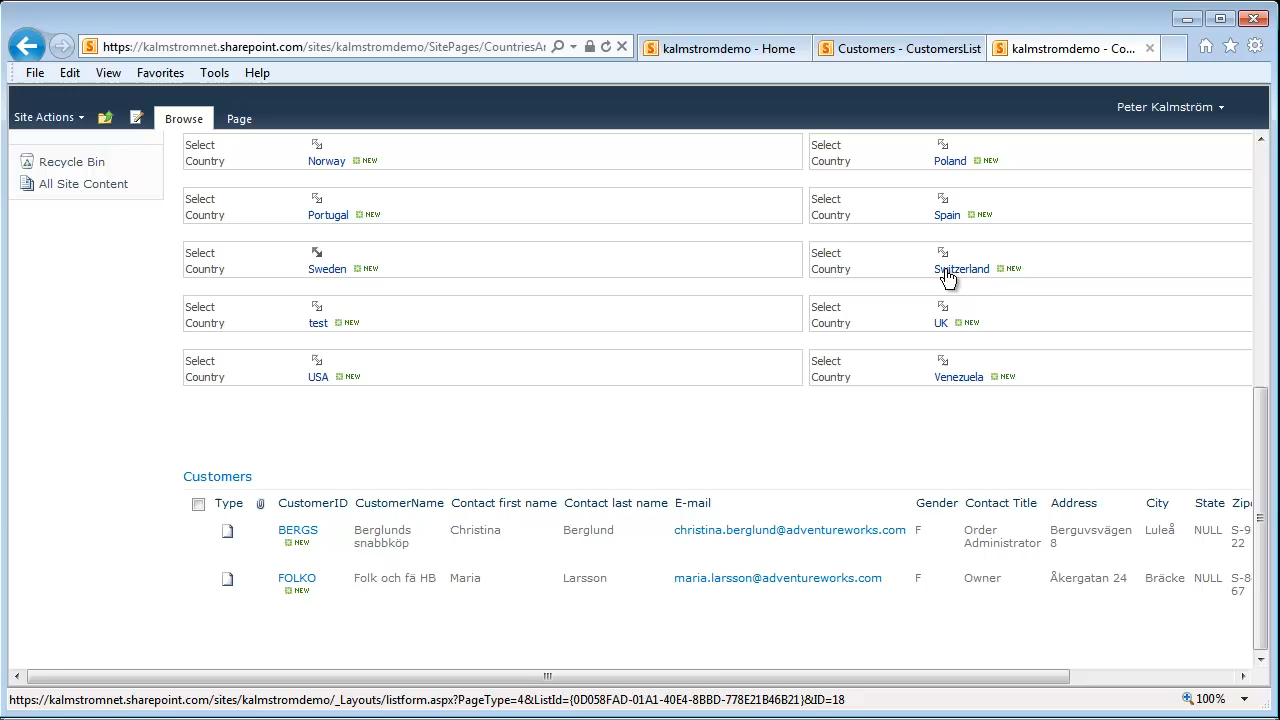 https://kalmstromnet.sharepoint.com/sites/kalmstromdemo/SitePages/CountriesAr
kalmstromdemo - Home
Customers - CustomersList
kalmstromdemo - Co...
File Edit View Favorites Tools Help
Site Actions
Browse
Page
Peter Kalmström
Recycle Bin
All Site Content
Select
Country Norway NEW
Select
Country Poland NEW
Select
Country Portugal NEW
Select
Country Spain NEW
Select
Country Sweden NEW
Select
Country Switzerland NEW
Select
Country test NEW
Select
Country UK NEW
Select
Country USA NEW
Select
Country Venezuela NEW
Customers
Type CustomerID CustomerName Contact first name Contact last name E-mail Gender Contact Title Address City State Zip
BERGS Berglunds Christina Berglund christina.berglund@adventureworks.com F Order Berguvsvägen Luleå NULL S-9
NEW snabbköp Administrator 8 22
FOLKO Folk och fä HB Maria Larsson maria.larsson@adventureworks.com F Owner Åkergatan 24 Bräcke NULL S-8
NEW 67
https://kalmstromnet.sharepoint.com/sites/kalmstromdemo/_Layouts/listform.aspx?PageType=4&ListId={0D058FAD-01A1-40E4-8BBD-778E21B46B21}&ID=18
100%